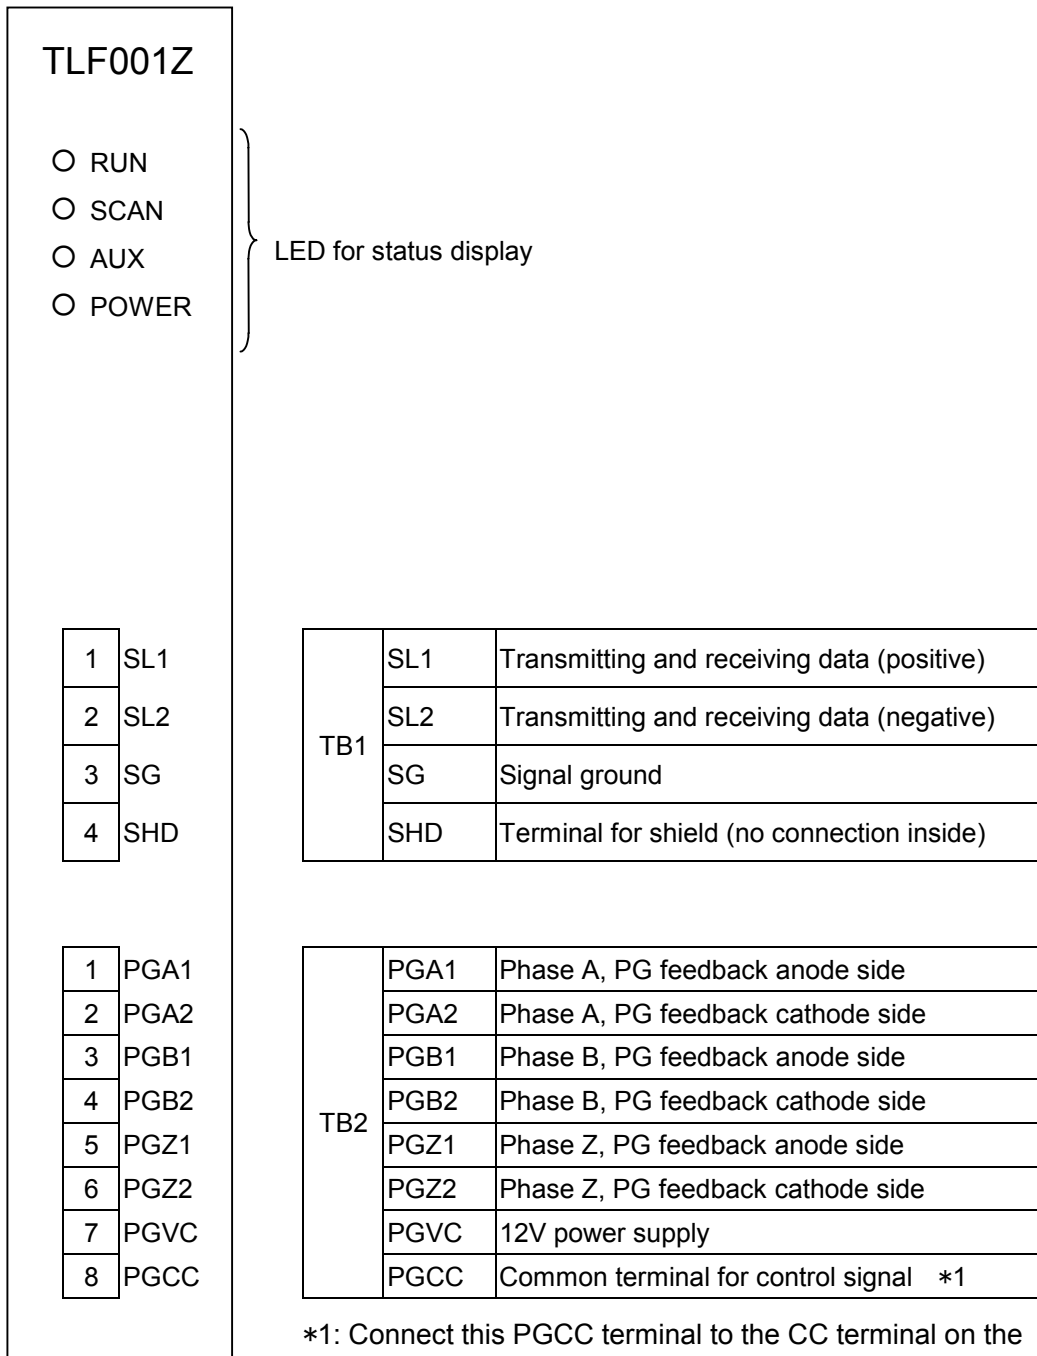 TLF001Z
RUN
SCAN
AUX
POWER
LED for status display
1 SL1
2 SL2
3 SG
4 SHD
TB1
SL1 Transmitting and receiving data (positive)
SL2 Transmitting and receiving data (negative)
SG Signal ground
SHD Terminal for shield (no connection inside)
1 PGA1
2 PGA2
3 PGB1
4 PGB2
5 PGZ1
6 PGZ2
7 PGVC
8 PGCC
TB2
PGA1 Phase A, PG feedback anode side
PGA2 Phase A, PG feedback cathode side
PGB1 Phase B, PG feedback anode side
PGB2 Phase B, PG feedback cathode side
PGZ1 Phase Z, PG feedback anode side
PGZ2 Phase Z, PG feedback cathode side
PGVC 12V power supply
PGCC Common terminal for control signal *1
*1: Connect this PGCC terminal to the CC terminal on the